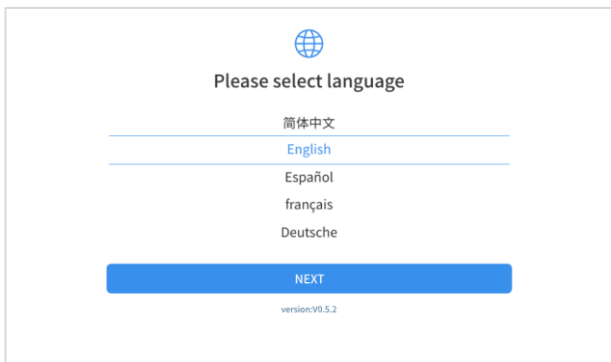 Please select language
简体中文
English
Español
français
Deutsche
NEXT
version:V0.5.2